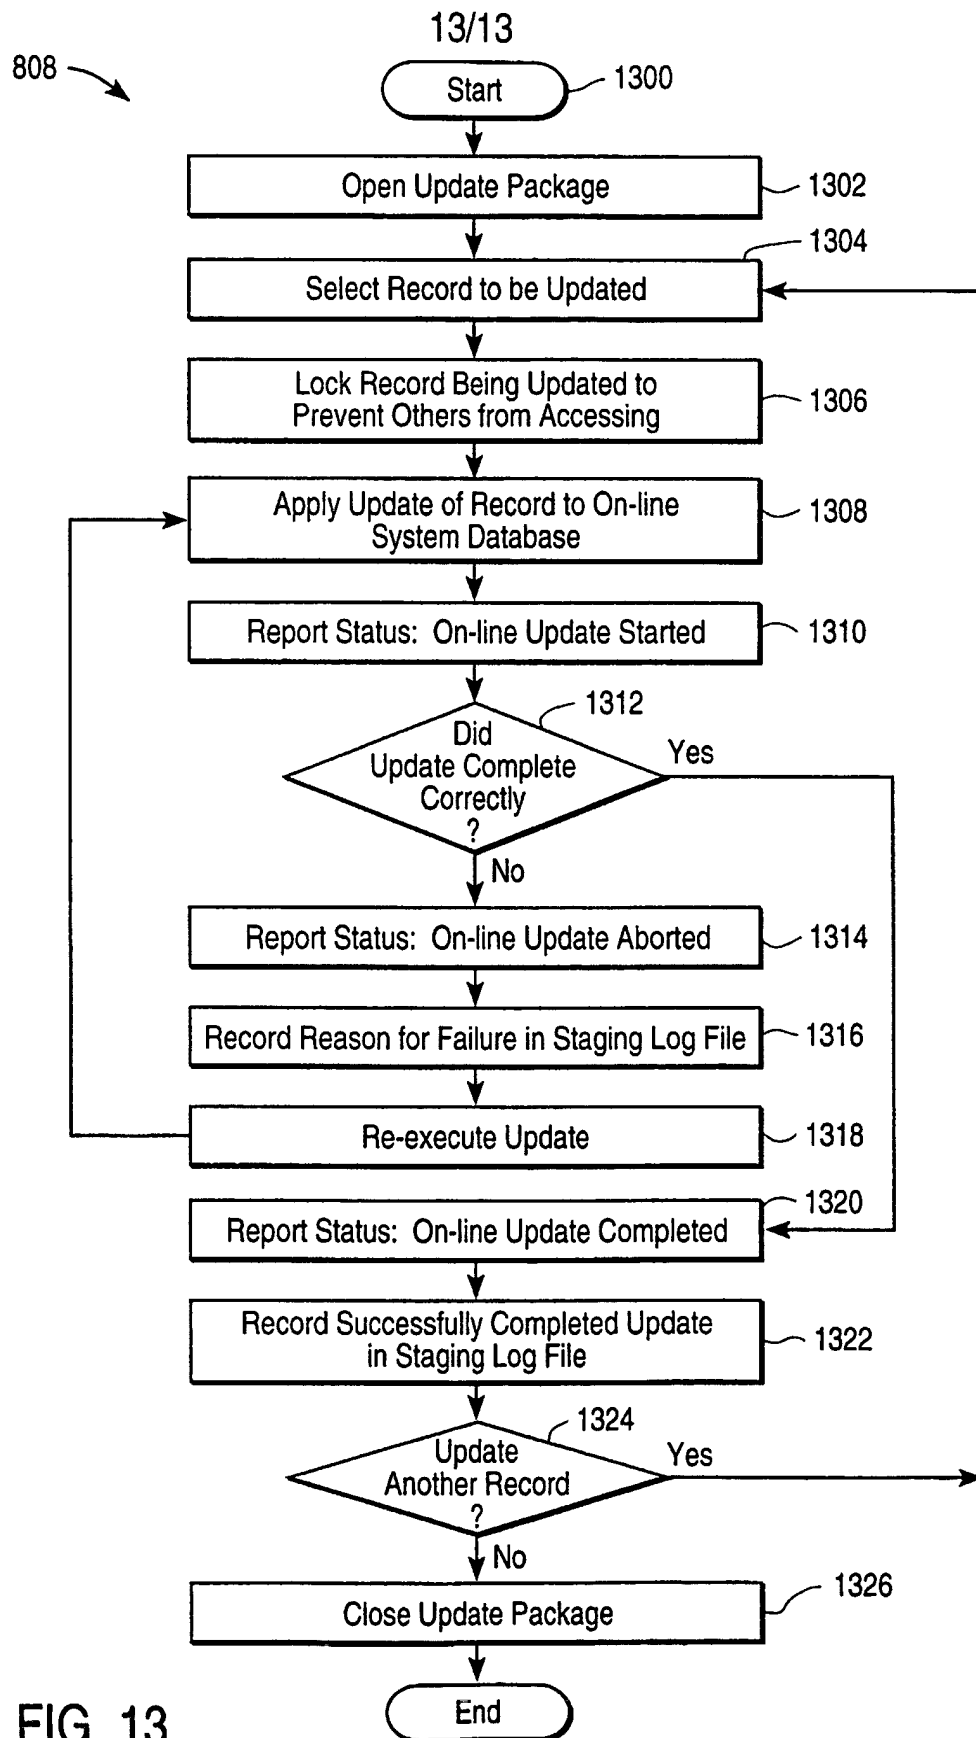 13/13
808
Start
1300
Open Update Package
1302
1304
Select Record to be Updated
Lock Record Being Updated to
Prevent Others from Accessing
1306
Apply Update of Record to On-line
System Database
1308
Report Status: On-line Update Started
1310
1312
Did
Update Complete
Correctly
?
Yes
No
Report Status: On-line Update Aborted
1314
Record Reason for Failure in Staging Log File
1316
Re-execute Update
1318
1320
Report Status: On-line Update Completed
Record Successfully Completed Update
in Staging Log File
1322
1324
Update
Another Record
?
Yes
No
Close Update Package
1326
End
FIG. 13